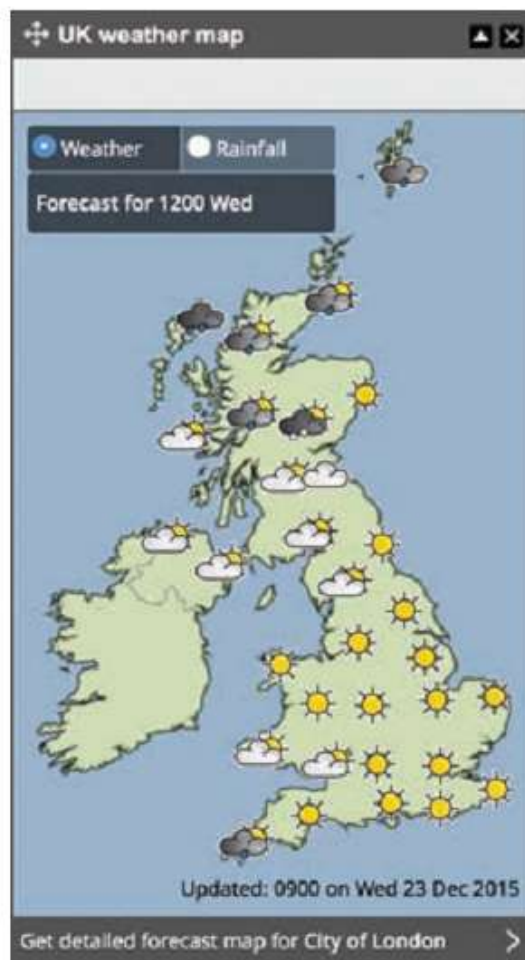 UK weather map
Weather
Rainfall
Forecast for 1200 Wed
Updated: 0900 on Wed 23 Dec 2015
Get detailed forecast map for City of London